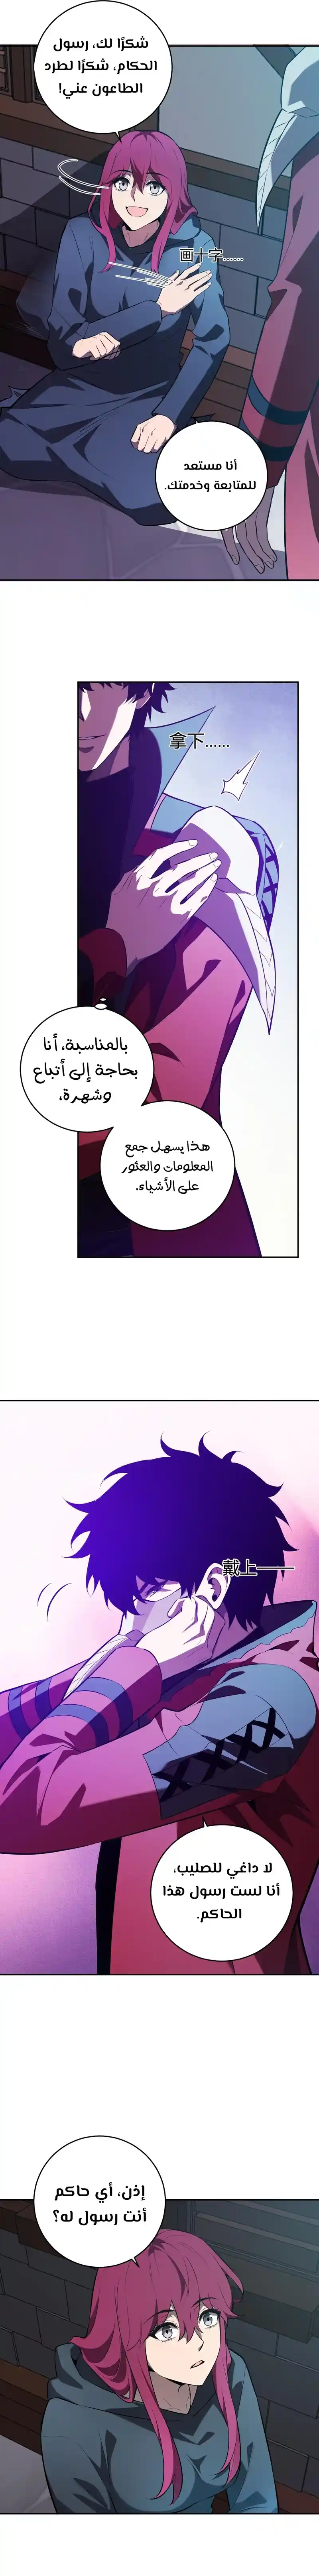 شكرًا لك، رسول
الحكام، شكرًا لطرد
الطاعون عني!
画十字......
أنا مستعد
للمتابعة وخدمتك.
拿下......
بالمناسبة، أنا
بحاجة إلى أتباع
وشهرة،
هذا يسهل جمع
المعلومات والعثور
على الأشياء.
戴上——
لا داغي للصليب،
أنا لست رسول هذا
الحاكم.
إذن، أي حاكم
أنت رسول له؟